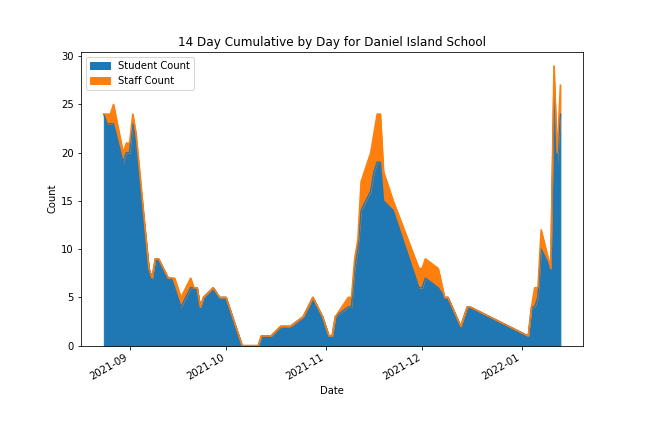 14 Day Cumulative by Day for Daniel Island School
Student Count
Staff Count
30
25
20
15
10
5
0
Count
2021-09
2021-10
2021-11
2021-12
2022-01
Date